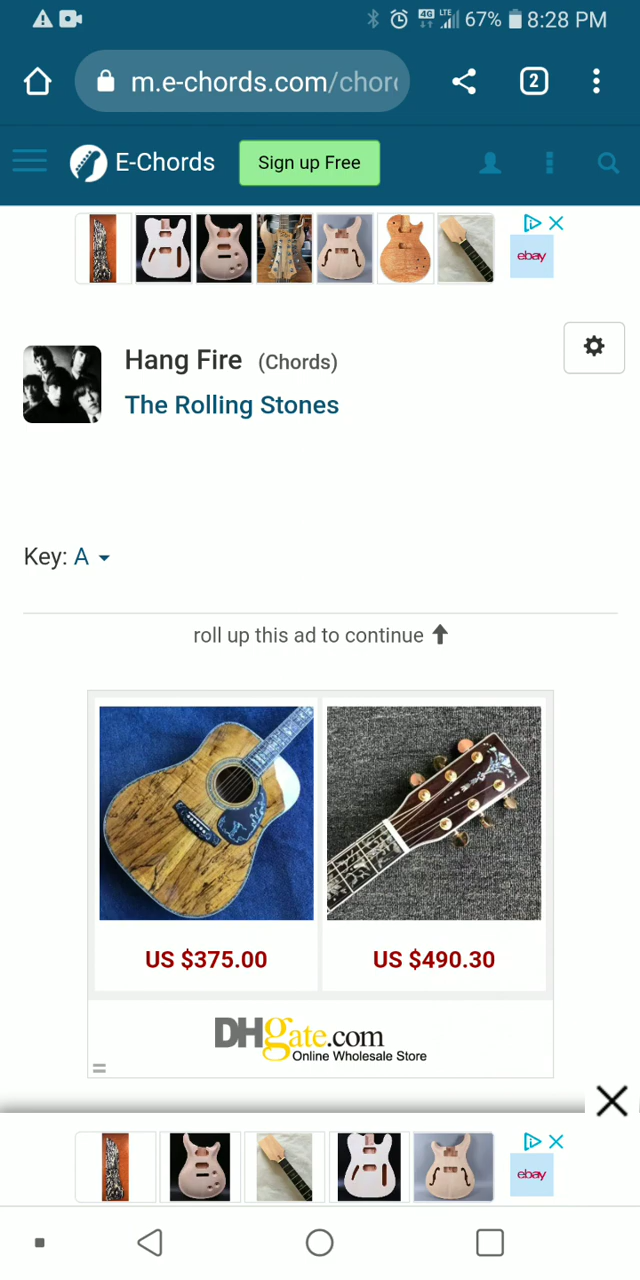 4G LTE 67% 8:28 PM
2
m.e-chords.com/chor
E-Chords
Sign up Free
ebay
Hang Fire (Chords)
The Rolling Stones
Key: A
roll up this ad to continue
US $375.00
US $490.30
DHgate.com
Online Wholesale Store
ebay